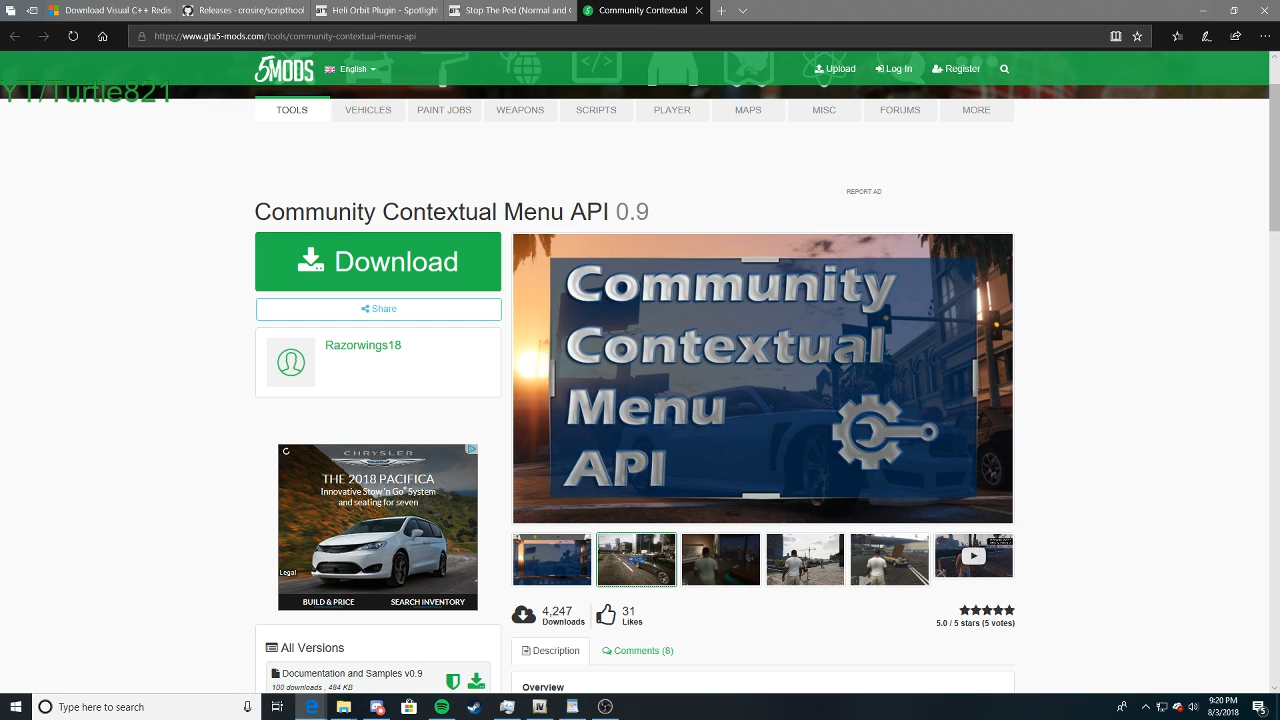 Microsoft Visual C++ Redis
Releases - crosire/scripthoo
Heli Orbit Plugin - Spotlight
Stop The Ped (Normal and
Community Contextual
https://www.gta5-mods.com/tools/community-contextual-menu-api
5MODS
English
Upload
Log In
Register
YT/Turtle821
TOOLS
VEHICLES
PAINT JOBS
WEAPONS
SCRIPTS
PLAYER
MAPS
MISC
FORUMS
MORE
REPORT AD
Community Contextual Menu API 0.9
Download
Share
Razorwings18
Community
Contextual
Menu
API
CHRYSLER
THE 2018 PACIFICA
Innovative Stow 'n Go® System
and seating for seven
Legal
BUILD & PRICE
SEARCH INVENTORY
4,247
Downloads
31
Likes
5.0 / 5 stars (5 votes)
All Versions
Description
Comments (8)
Documentation and Samples v0.9
100 downloads , 484 KB
Overview
Type here to search
9:20 PM
8/3/2018